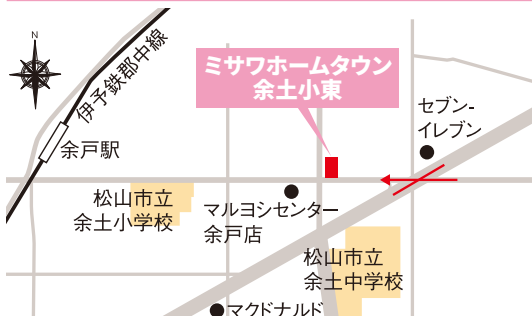 N
伊予鉄郡中線
余戸駅
ミサワホームタウン
余土小東
セブン-
イレブン
松山市立
余土小学校
マルヨシセンター
余戸店
松山市立
余土中学校
マクドナルド